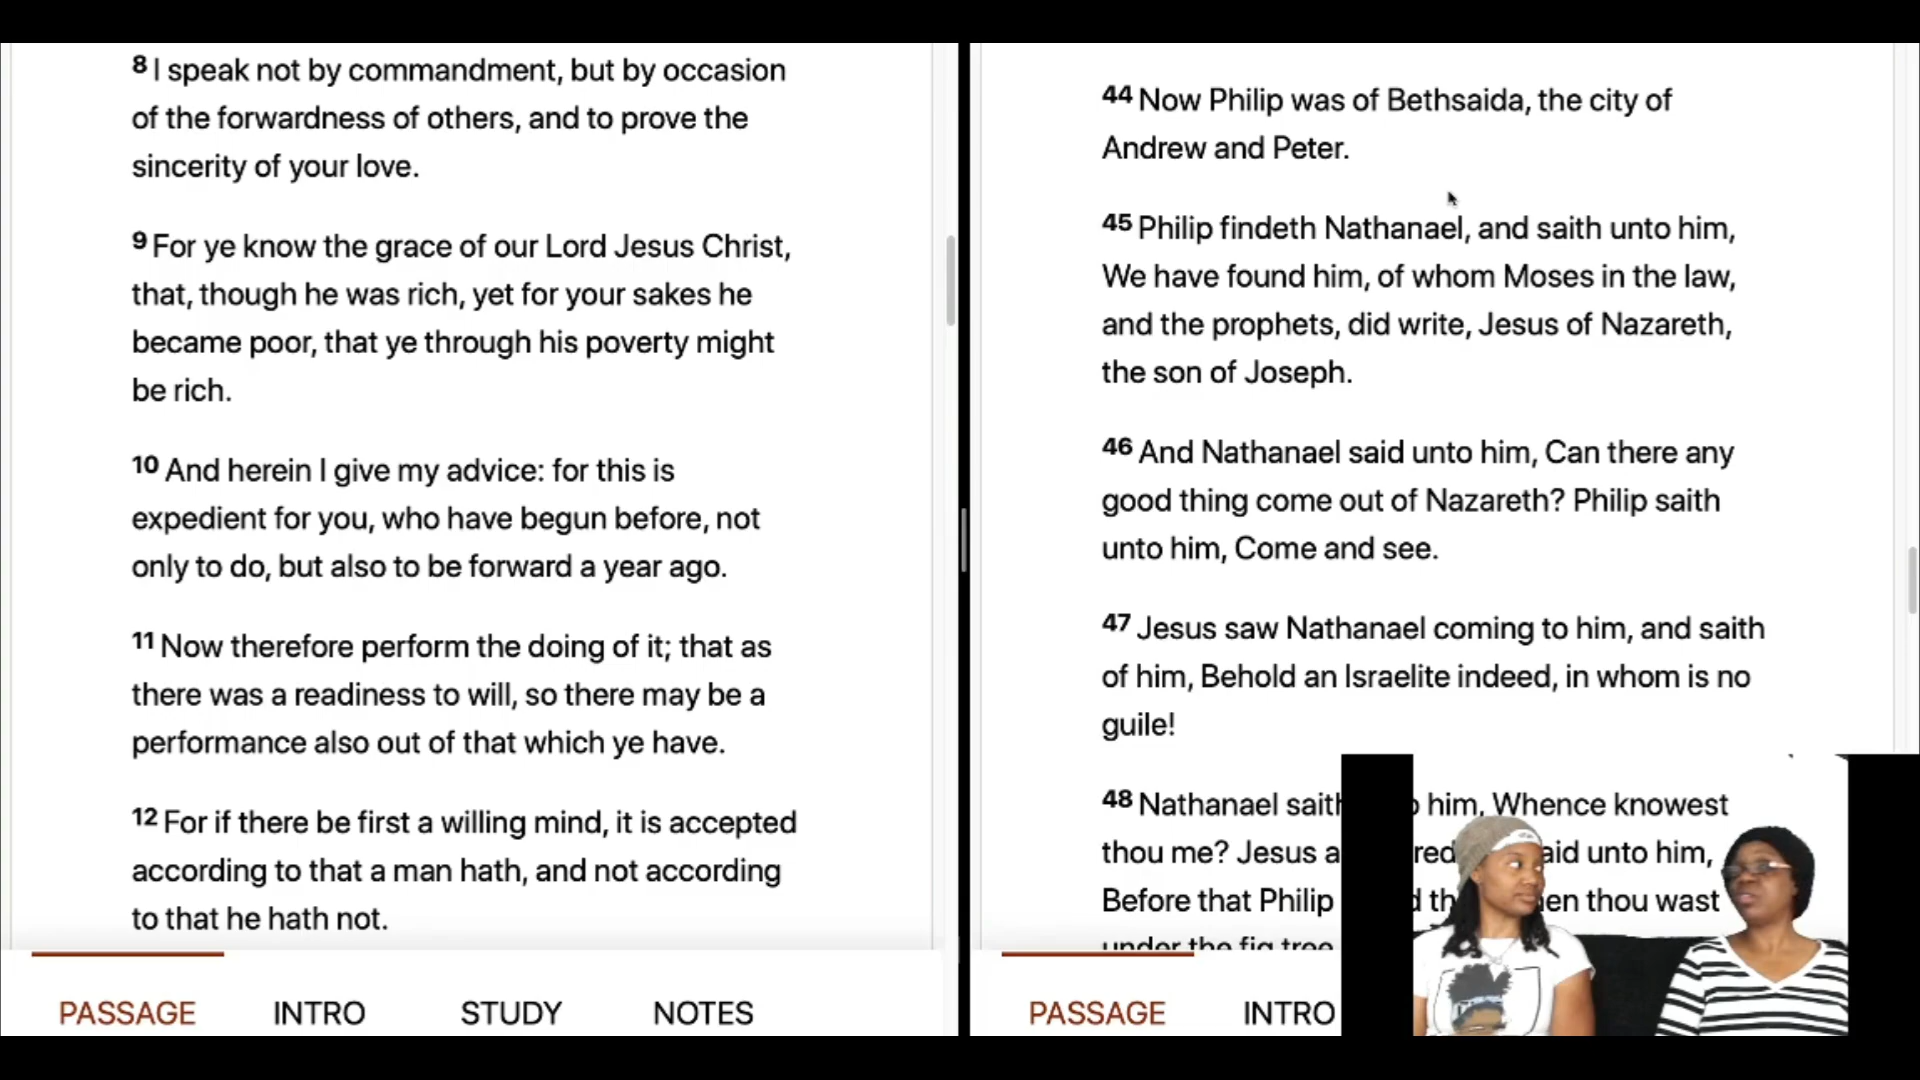 8 I speak not by commandment, but by occasion
of the forwardness of others, and to prove the
sincerity of your love.
9 For ye know the grace of our Lord Jesus Christ,
that, though he was rich, yet for your sakes he
became poor, that ye through his poverty might
be rich.
10 And herein I give my advice: for this is
expedient for you, who have begun before, not
only to do, but also to be forward a year ago.
11 Now therefore perform the doing of it; that as
there was a readiness to will, so there may be a
performance also out of that which ye have.
12 For if there be first a willing mind, it is accepted
according to that a man hath, and not according
to that he hath not.
PASSAGE INTRO STUDY NOTES
44 Now Philip was of Bethsaida, the city of
Andrew and Peter.
45 Philip findeth Nathanael, and saith unto him,
We have found him, of whom Moses in the law,
and the prophets, did write, Jesus of Nazareth,
the son of Joseph.
46 And Nathanael said unto him, Can there any
good thing come out of Nazareth? Philip saith
unto him, Come and see.
47 Jesus saw Nathanael coming to him, and saith
of him, Behold an Israelite indeed, in whom is no
guile!
48 Nathanael saith him, Whence knowest
thou me? Jesus unto him,
Before that Philip thou wast
under the fig tree
PASSAGE INTRO